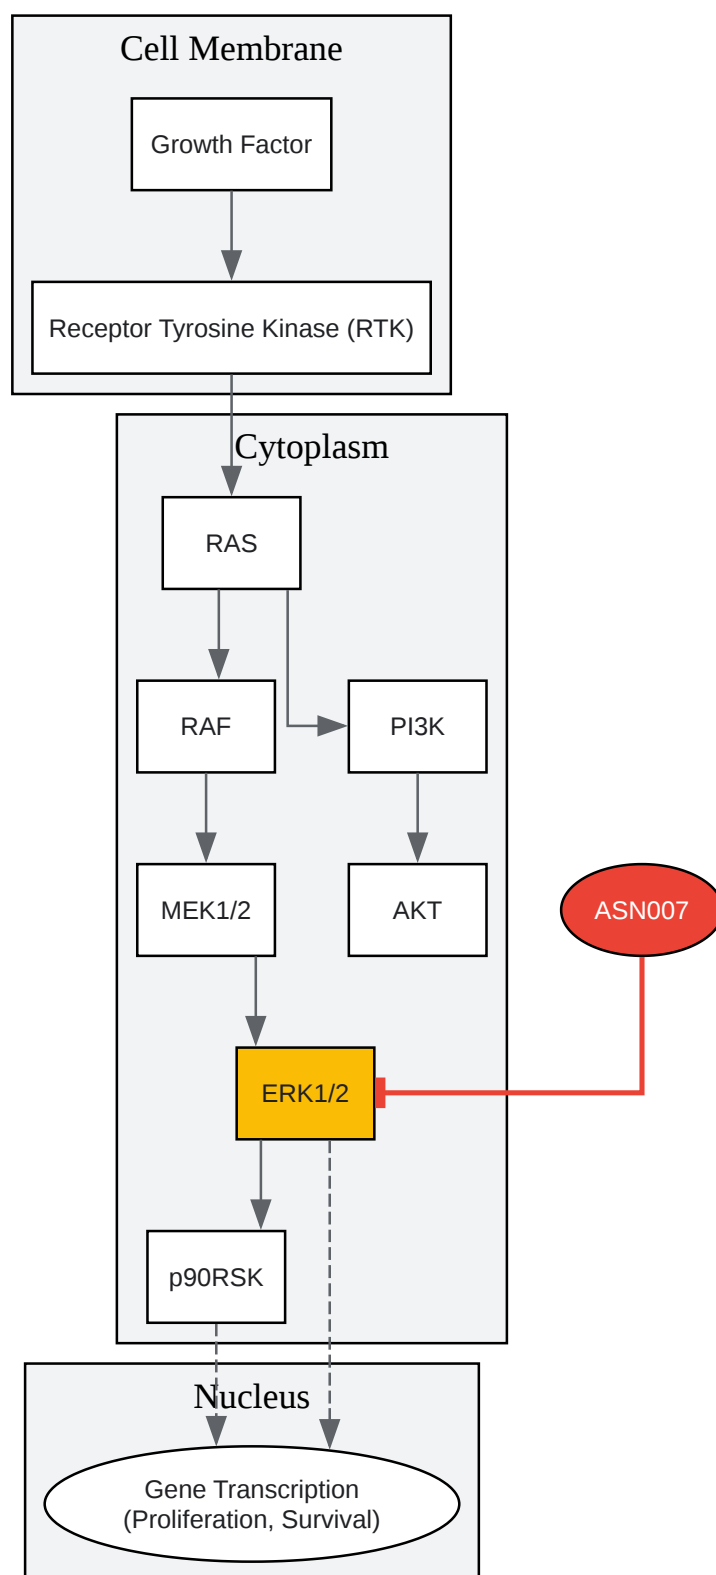 Cell Membrane
Growth Factor
Receptor Tyrosine Kinase (RTK)
Cytoplasm
RAS
RAF
PI3K
MEK1/2
AKT
ASN007
ERK1/2
p90RSK
Nucleus
Gene Transcription
(Proliferation, Survival)